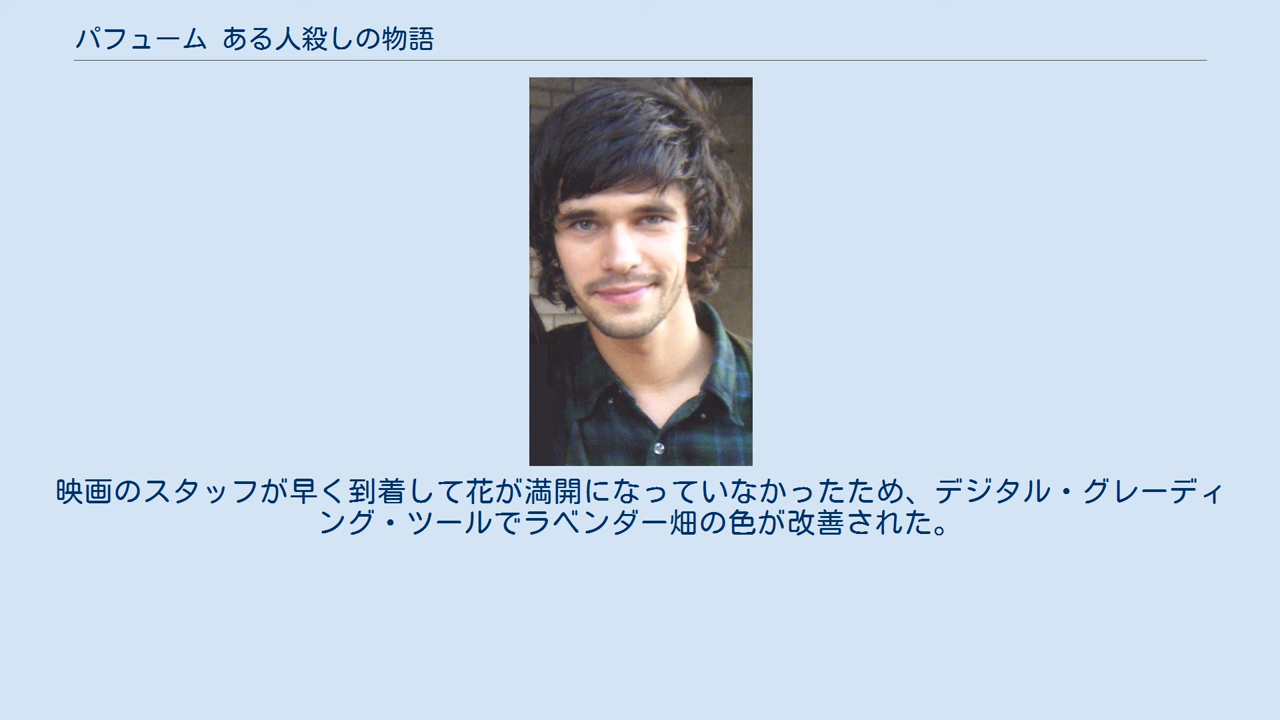 パフューム ある人殺しの物語
映画のスタッフが早く到着して花が満開になっていなかったため、デジタル・グレーディ
ング・ツールでラベンダー畑の色が改善された。